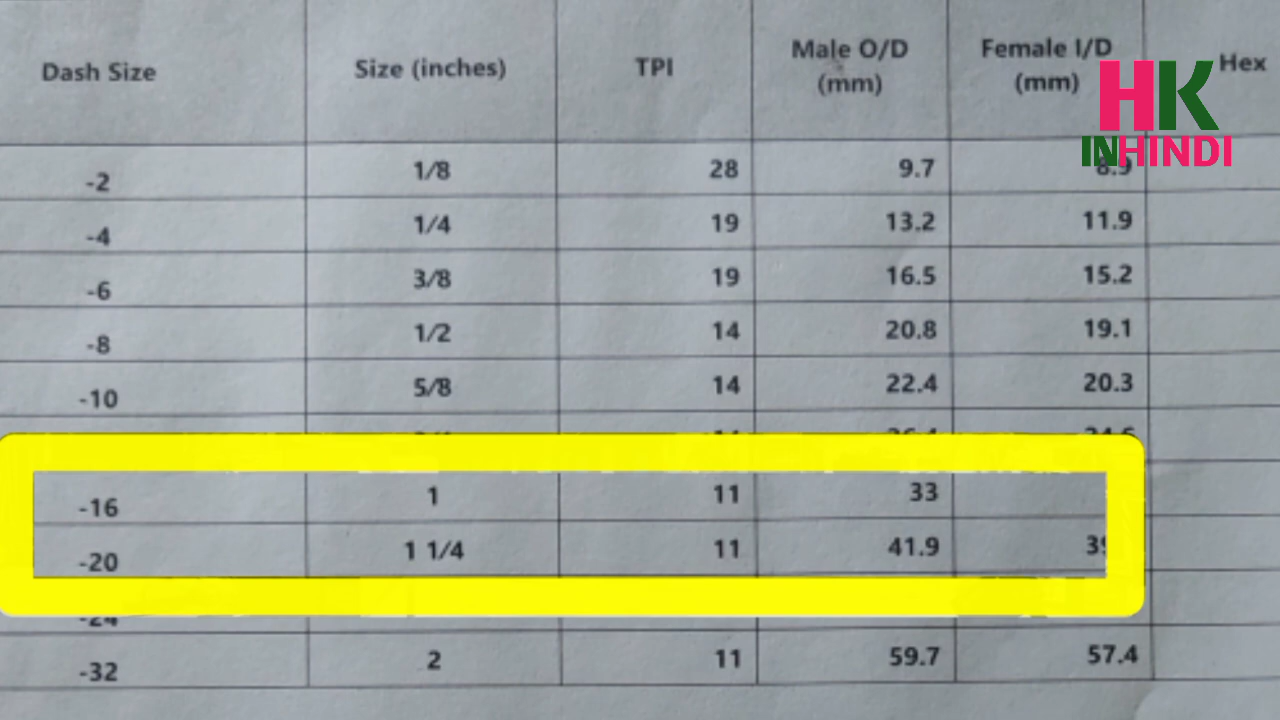 Dash Size Size (inches) TPI Male O/D (mm) Female I/D (mm) Hex
HK
INHINDI
-2 1/8 28 9.7 8.9
-4 1/4 19 13.2 11.9
-6 3/8 19 16.5 15.2
-8 1/2 14 20.8 19.1
-10 5/8 14 22.4 20.3
-16 1 11 33
-20 1 1/4 11 41.9
-24
-32 2 11 59.7 57.4